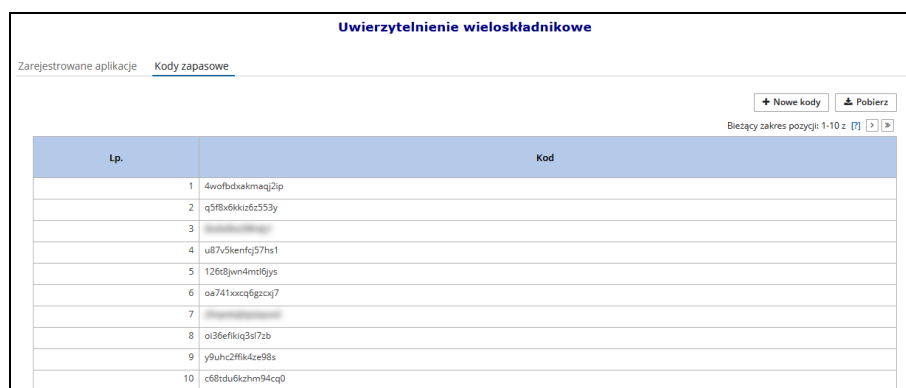 Uwierzytelnienie wieloskładnikowe
Zarejestrowane aplikacje Kody zapasowe
+ Nowe kody Pobierz
Bieżący zakres pozycji: 1-10 z [?] > »
Lp. Kod
1 4wofbdxakmaqj2ip
2 q5f8x6kkiz6z553y
3
4 u87v5kenfcj57hs1
5 126t8jwn4mtl6jys
6 oa741xxcq6gzcxj7
7
8 oi36efikiq3sl7zb
9 y9uhc2ffik4ze98s
10 c68tdu6kzhm94cq0